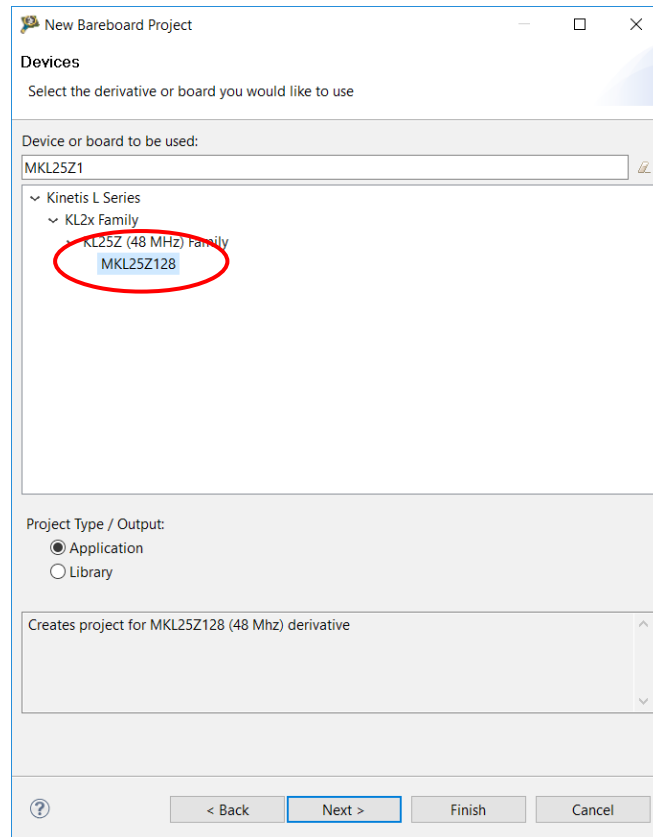 New Bareboard Project
Devices
Select the derivative or board you would like to use
Device or board to be used:
MKL25Z1
Kinetis L Series
KL2x Family
KL25Z (48 MHz) Family
MKL25Z128
Project Type / Output:
Application
Library
Creates project for MKL25Z128 (48 Mhz) derivative
? < Back Next > Finish Cancel